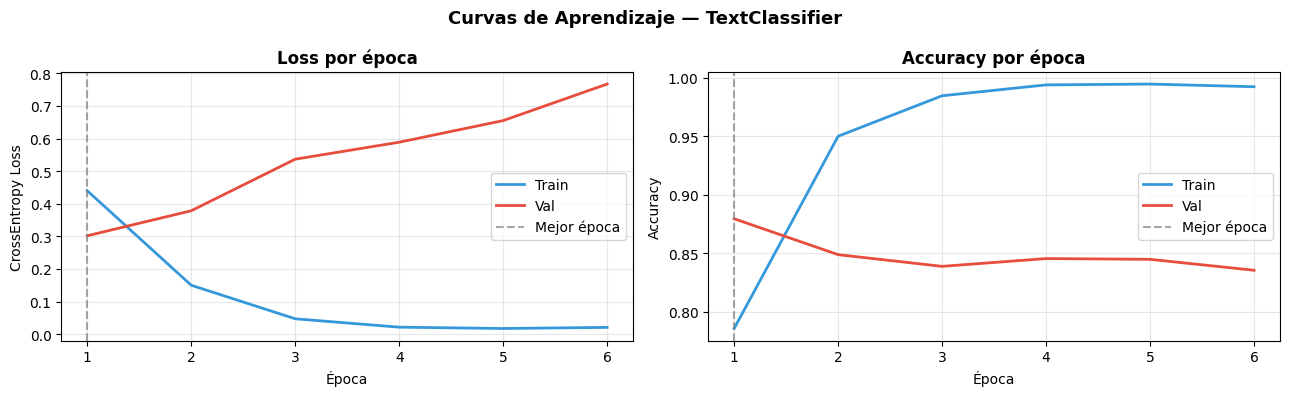 Curvas de Aprendizaje — TextClassifier
Loss por época
CrossEntropy Loss
0.8
0.7
0.6
0.5
0.4
0.3
0.2
0.1
0.0
Train
Val
Mejor época
1 2 3 4 5 6
Época
Accuracy por época
Accuracy
1.00
0.95
0.90
0.85
0.80
Train
Val
Mejor época
1 2 3 4 5 6
Época